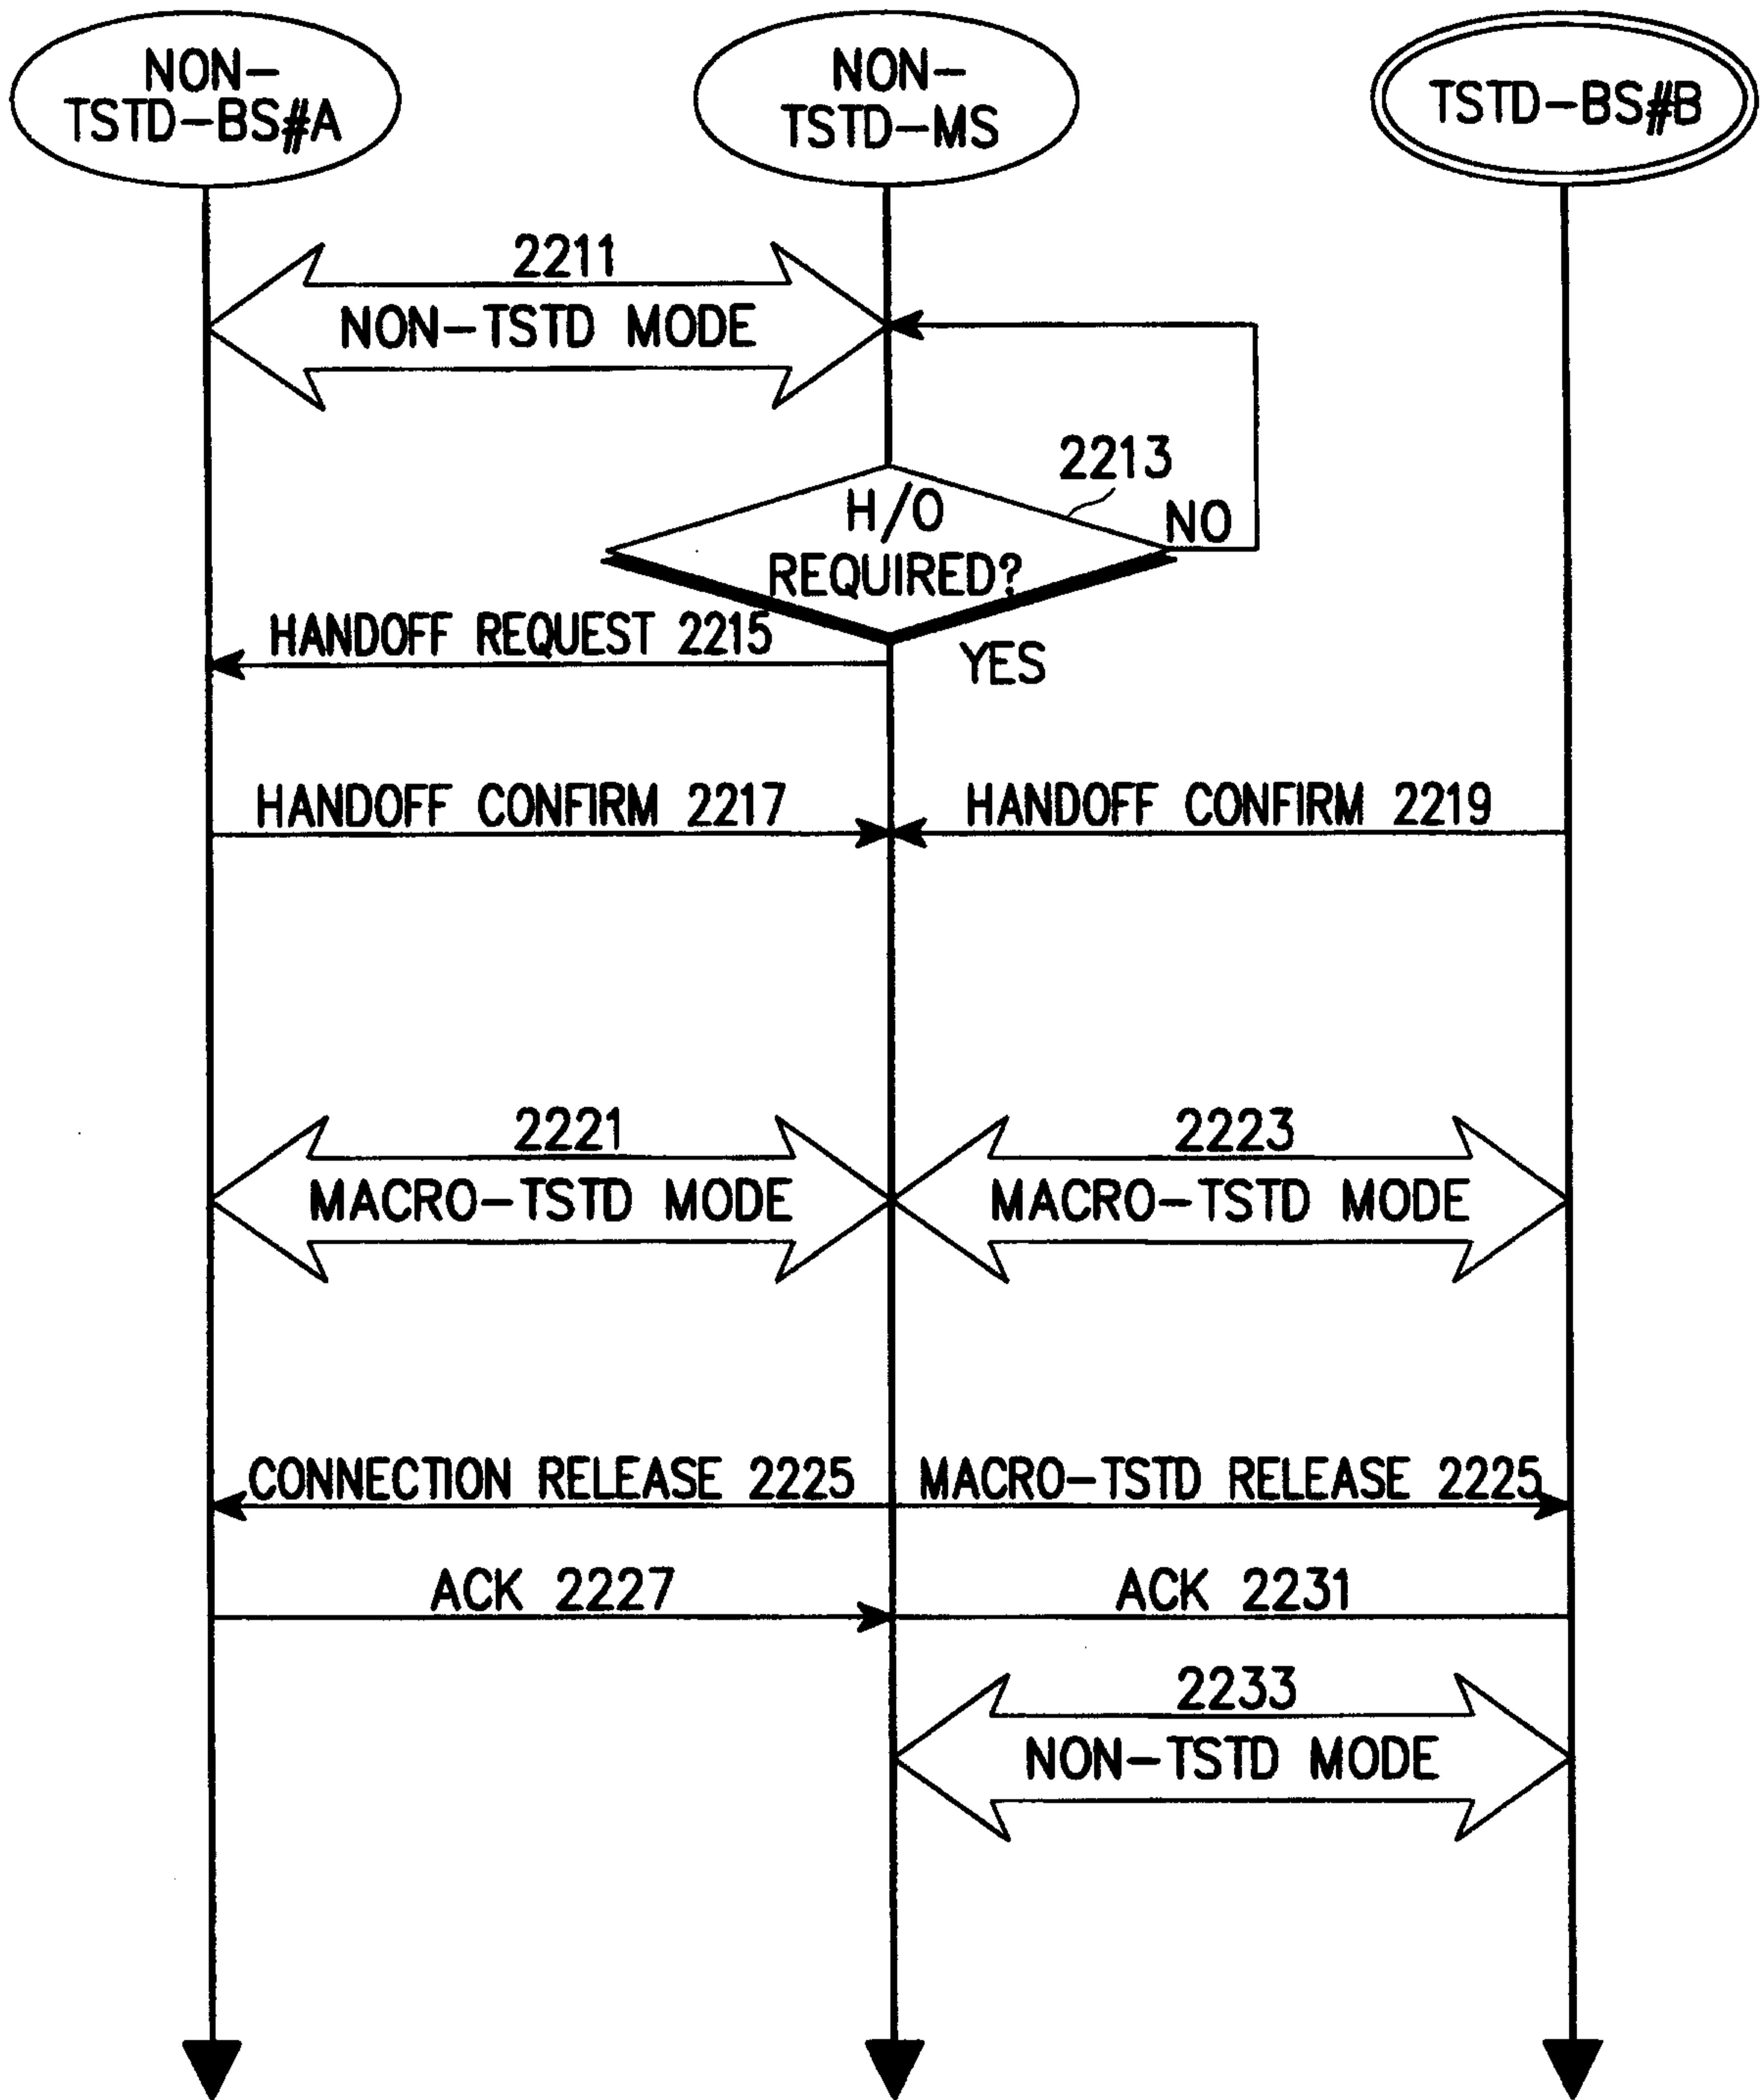 NON-
TSTD-BS#A
NON-
TSTD-MS
TSTD-BS#B
2211
NON-TSTD MODE
2213
H/O
REQUIRED?
NO
YES
HANDOFF REQUEST 2215
HANDOFF CONFIRM 2217
HANDOFF CONFIRM 2219
2221
MACRO-TSTD MODE
2223
MACRO-TSTD MODE
CONNECTION RELEASE 2225
MACRO-TSTD RELEASE 2225
ACK 2227
ACK 2231
2233
NON-TSTD MODE